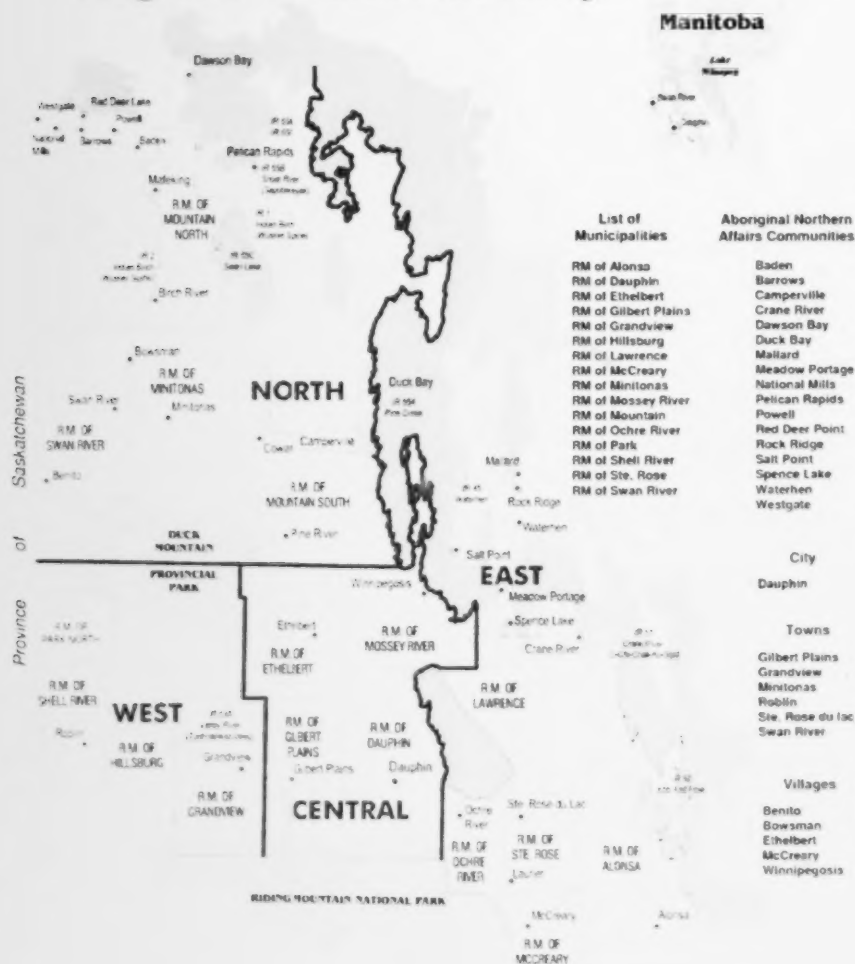 Manitoba
Lake
Winnipeg
Swan River
Dauphin
Dawson Bay
Westgate
Red Deer Lake
Powell
National
Mills
Barrows
Baden
Pelican Rapids
Mafeking
R.M. OF
MOUNTAIN
NORTH
Birch River
Bowsman
R.M. OF
MINITONAS
Swan River
Minitonas
R.M. OF
SWAN RIVER
Benito
NORTH
Duck Bay
Pine Creek
Cowan
Camperville
R.M. OF
MOUNTAIN SOUTH
Pine River
Mallard
Waterhen
Rock Ridge
Waterhen
Salt Point
EAST
DUCK
MOUNTAIN
PROVINCIAL
PARK
Province of Saskatchewan
Winnipegosis
Meadow Portage
Spence Lake
Crane River
R.M. OF
PARK NORTH
Ethelbert
R.M. OF
ETHELBERT
R.M. OF
MOSSEY RIVER
R.M. OF
LAWRENCE
R.M. OF
SHELL RIVER
WEST
Roblin
R.M. OF
HILLSBURG
Grandview
R.M. OF
GRANDVIEW
R.M. OF
GILBERT
PLAINS
Gilbert Plains
R.M. OF
DAUPHIN
Dauphin
CENTRAL
Ochre
River
Ste. Rose du Lac
R.M. OF
OCHRE
RIVER
R.M. OF
STE. ROSE
Laurier
R.M. OF
ALONSA
RIDING MOUNTAIN NATIONAL PARK
McCreary
R.M. OF
MCCREARY
Alonsa
List of
Municipalities
RM of Alonsa
RM of Dauphin
RM of Ethelbert
RM of Gilbert Plains
RM of Grandview
RM of Hillsburg
RM of Lawrence
RM of McCreary
RM of Minitonas
RM of Mossey River
RM of Mountain
RM of Ochre River
RM of Park
RM of Shell River
RM of Ste. Rose
RM of Swan River
Aboriginal Northern
Affairs Communities
Baden
Barrows
Camperville
Crane River
Dawson Bay
Duck Bay
Mallard
Meadow Portage
National Mills
Pelican Rapids
Powell
Red Deer Point
Rock Ridge
Salt Point
Spence Lake
Waterhen
Westgate
City
Dauphin
Towns
Gilbert Plains
Grandview
Minitonas
Roblin
Ste. Rose du lac
Swan River
Villages
Benito
Bowsman
Ethelbert
McCreary
Winnipegosis